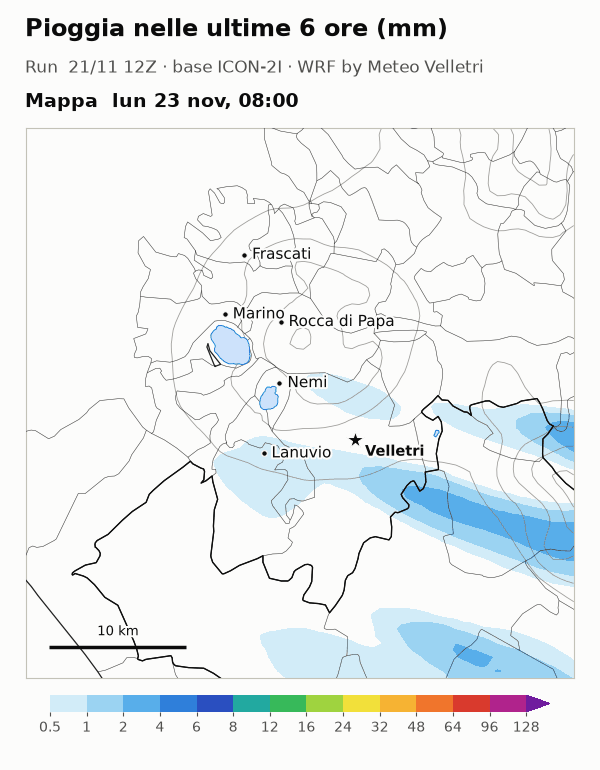 Pioggia nelle ultime 6 ore (mm)
Run 21/11 12Z · base ICON-2I · WRF by Meteo Velletri
Mappa lun 23 nov, 08:00
Frascati
Marino
Rocca di Papa
Nemi
Velletri
Lanuvio
10 km
0.5 1 2 4 6 8 12 16 24 32 48 64 96 128